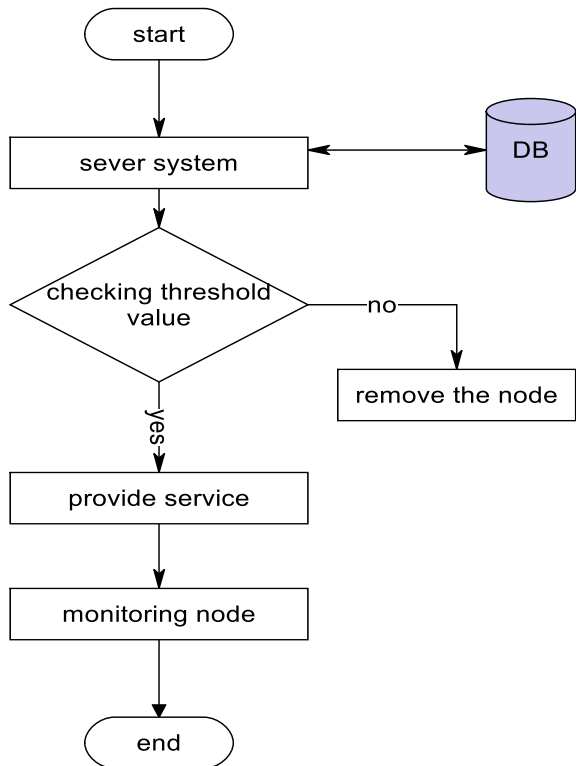 start
sever system
DB
checking threshold
value
no
remove the node
yes
provide service
monitoring node
end